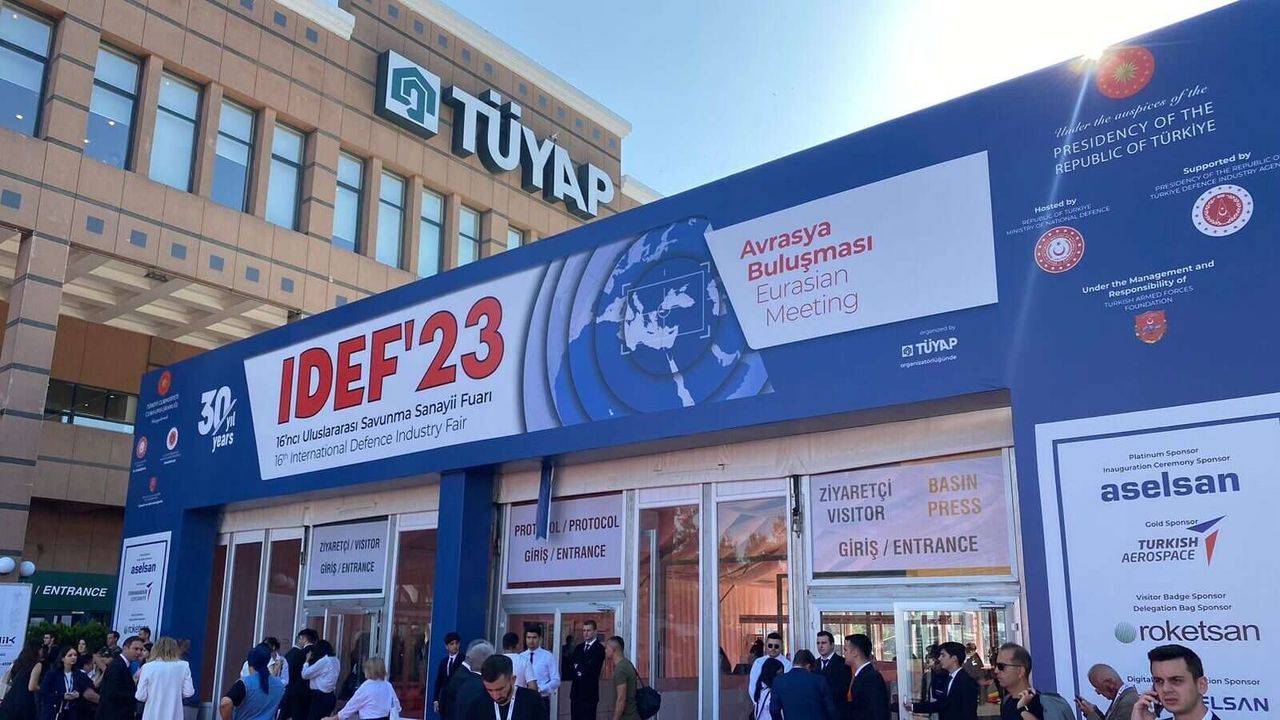 TÜYAP
Under the auspices of the
PRESIDENCY OF THE
REPUBLIC OF TÜRKİYE
Supported by
PRESIDENCY OF THE REPUBLIC OF
TÜRKİYE DEFENCE INDUSTRY AGEN
Hosted by
REPUBLIC OF TÜRKİYE
MINISTRY OF NATIONAL DEFENCE
Under the Management and
Responsibility of
TURKISH ARMED FORCES
FOUNDATION
Avrasya
Buluşması
Eurasian
Meeting
organized by
TÜYAP
organizatörlüğünde
30 yıl
years
IDEF'23
16'ncı Uluslararası Savunma Sanayii Fuarı
16th International Defence Industry Fair
/ ENTRANCE
aselsan
roketsan
ZİYARETÇİ/VISITOR
GİRİŞ/ENTRANCE
PROTOKOL / PROTOCOL
GİRİŞ / ENTRANCE
ZİYARETÇİ
VISITOR
BASIN
PRESS
GİRİŞ / ENTRANCE
Platinum Sponsor
Inauguration Ceremony Sponsor
aselsan
Gold Sponsor
TURKISH
AEROSPACE
Visitor Badge Sponsor
Delegation Bag Sponsor
roketsan
Digital
ELSAN